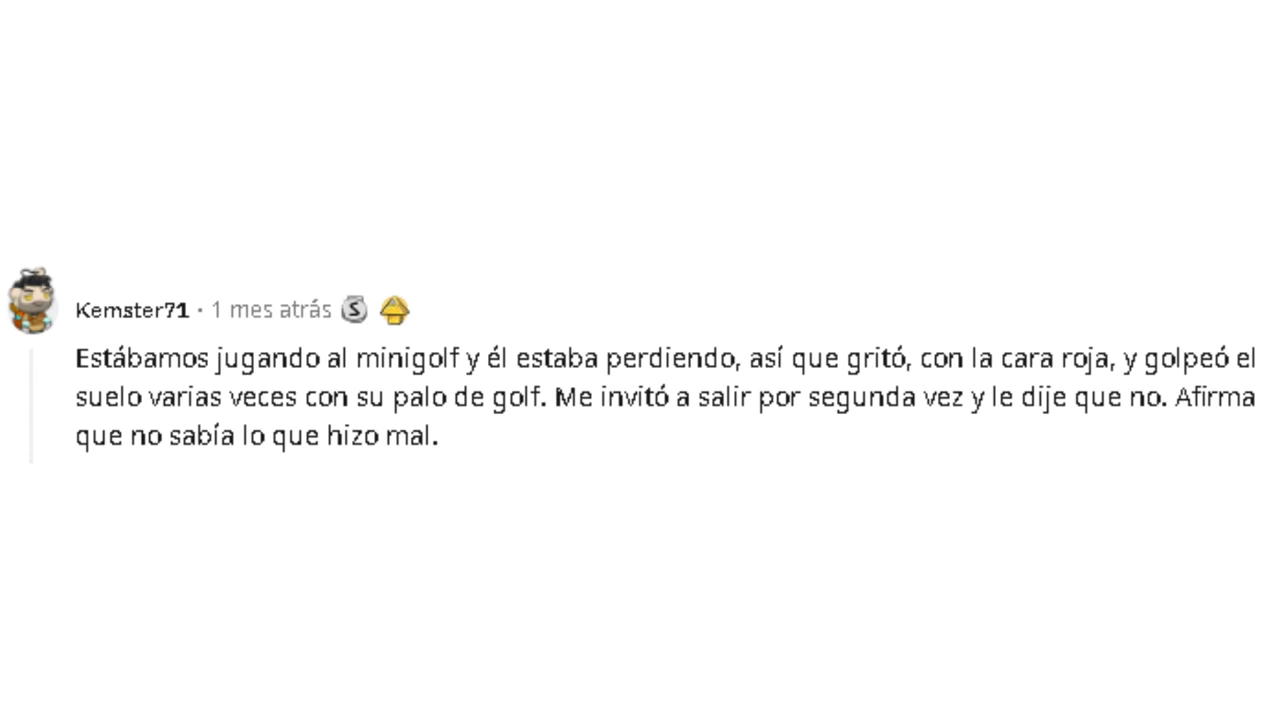 Kemster71 · 1 mes atrás
Estábamos jugando al minigolf y él estaba perdiendo, así que gritó, con la cara roja, y golpeó el
suelo varias veces con su palo de golf. Me invitó a salir por segunda vez y le dije que no. Afirma
que no sabía lo que hizo mal.